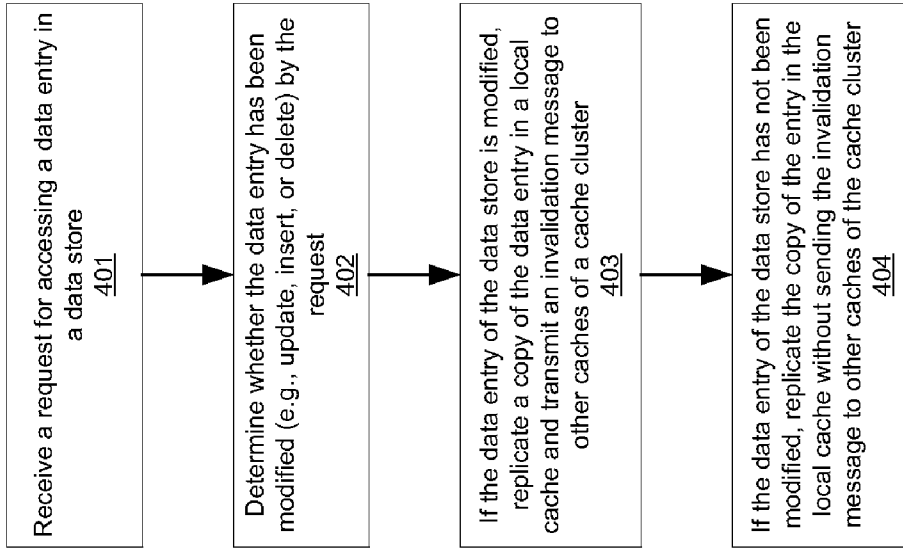 Receive a request for accessing a data entry in
a data store
401
Determine whether the data entry has been
modified (e.g., update, insert, or delete) by the
request
402
If the data entry of the data store is modified,
replicate a copy of the data entry in a local
cache and transmit an invalidation message to
other caches of a cache cluster
403
If the data entry of the data store has not been
modified, replicate the copy of the entry in the
local cache without sending the invalidation
message to other caches of the cache cluster
404